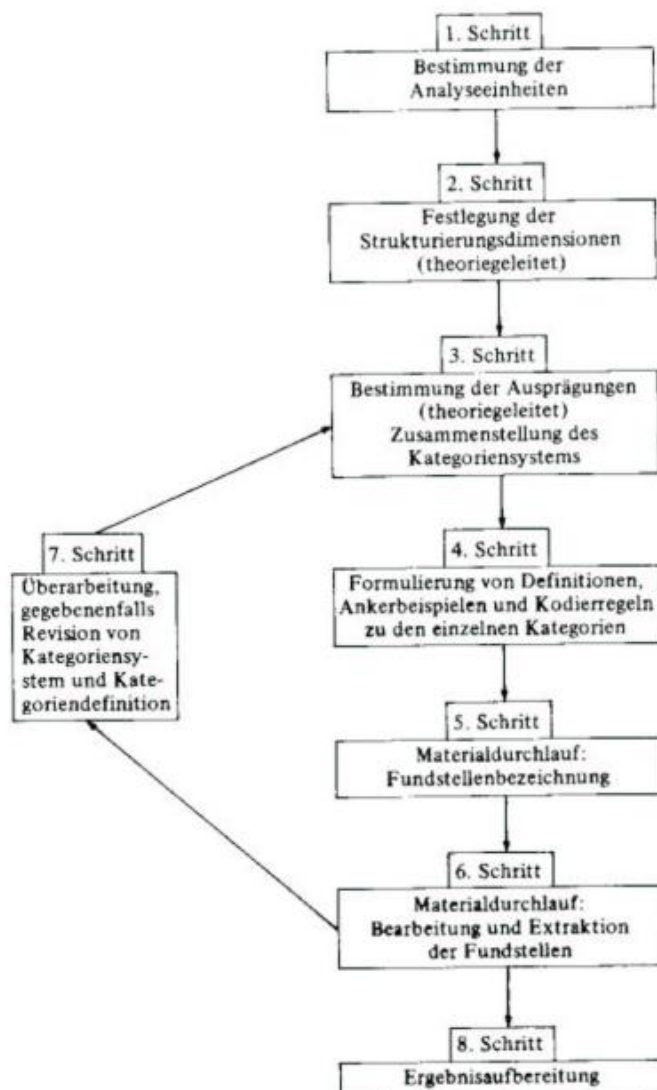 1. Schritt
Bestimmung der
Analyseeinheiten
2. Schritt
Festlegung der
Strukturierungsdimensionen
(theoriegeleitet)
3. Schritt
Bestimmung der Ausprägungen
(theoriegeleitet)
Zusammenstellung des
Kategoriensystems
4. Schritt
Formulierung von Definitionen,
Ankerbeispielen und Kodierregeln
zu den einzelnen Kategorien
5. Schritt
Materialdurchlauf:
Fundstellenbezeichnung
6. Schritt
Materialdurchlauf:
Bearbeitung und Extraktion
der Fundstellen
7. Schritt
Überarbeitung,
gegebenenfalls
Revision von
Kategoriensy-
stem und Kate-
goriendefinition
8. Schritt
Ergebnisaufbereitung